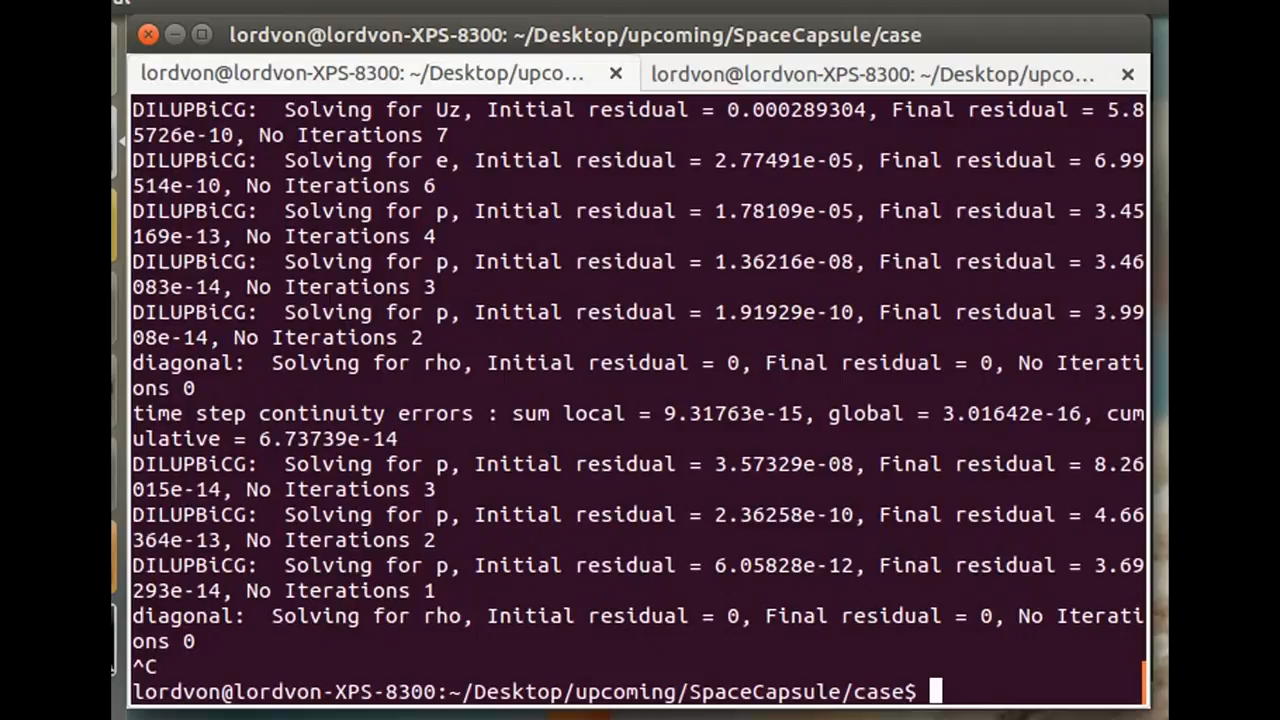 lordvon@lordvon-XPS-8300: ~/Desktop/upcoming/SpaceCapsule/case
lordvon@lordvon-XPS-8300: ~/Desktop/upco... lordvon@lordvon-XPS-8300: ~/Desktop/upco...
DILUPBiCG:  Solving for Uz, Initial residual = 0.000289304, Final residual = 5.8
5726e-10, No Iterations 7
DILUPBiCG:  Solving for e, Initial residual = 2.77491e-05, Final residual = 6.99
514e-10, No Iterations 6
DILUPBiCG:  Solving for p, Initial residual = 1.78109e-05, Final residual = 3.45
169e-13, No Iterations 4
DILUPBiCG:  Solving for p, Initial residual = 1.36216e-08, Final residual = 3.46
083e-14, No Iterations 3
DILUPBiCG:  Solving for p, Initial residual = 1.91929e-10, Final residual = 3.99
08e-14, No Iterations 2
diagonal:  Solving for rho, Initial residual = 0, Final residual = 0, No Iterati
ons 0
time step continuity errors : sum local = 9.31763e-15, global = 3.01642e-16, cum
ulative = 6.73739e-14
DILUPBiCG:  Solving for p, Initial residual = 3.57329e-08, Final residual = 8.26
015e-14, No Iterations 3
DILUPBiCG:  Solving for p, Initial residual = 2.36258e-10, Final residual = 4.66
364e-13, No Iterations 2
DILUPBiCG:  Solving for p, Initial residual = 6.05828e-12, Final residual = 3.69
293e-14, No Iterations 1
diagonal:  Solving for rho, Initial residual = 0, Final residual = 0, No Iterati
ons 0
^C
lordvon@lordvon-XPS-8300:~/Desktop/upcoming/SpaceCapsule/case$